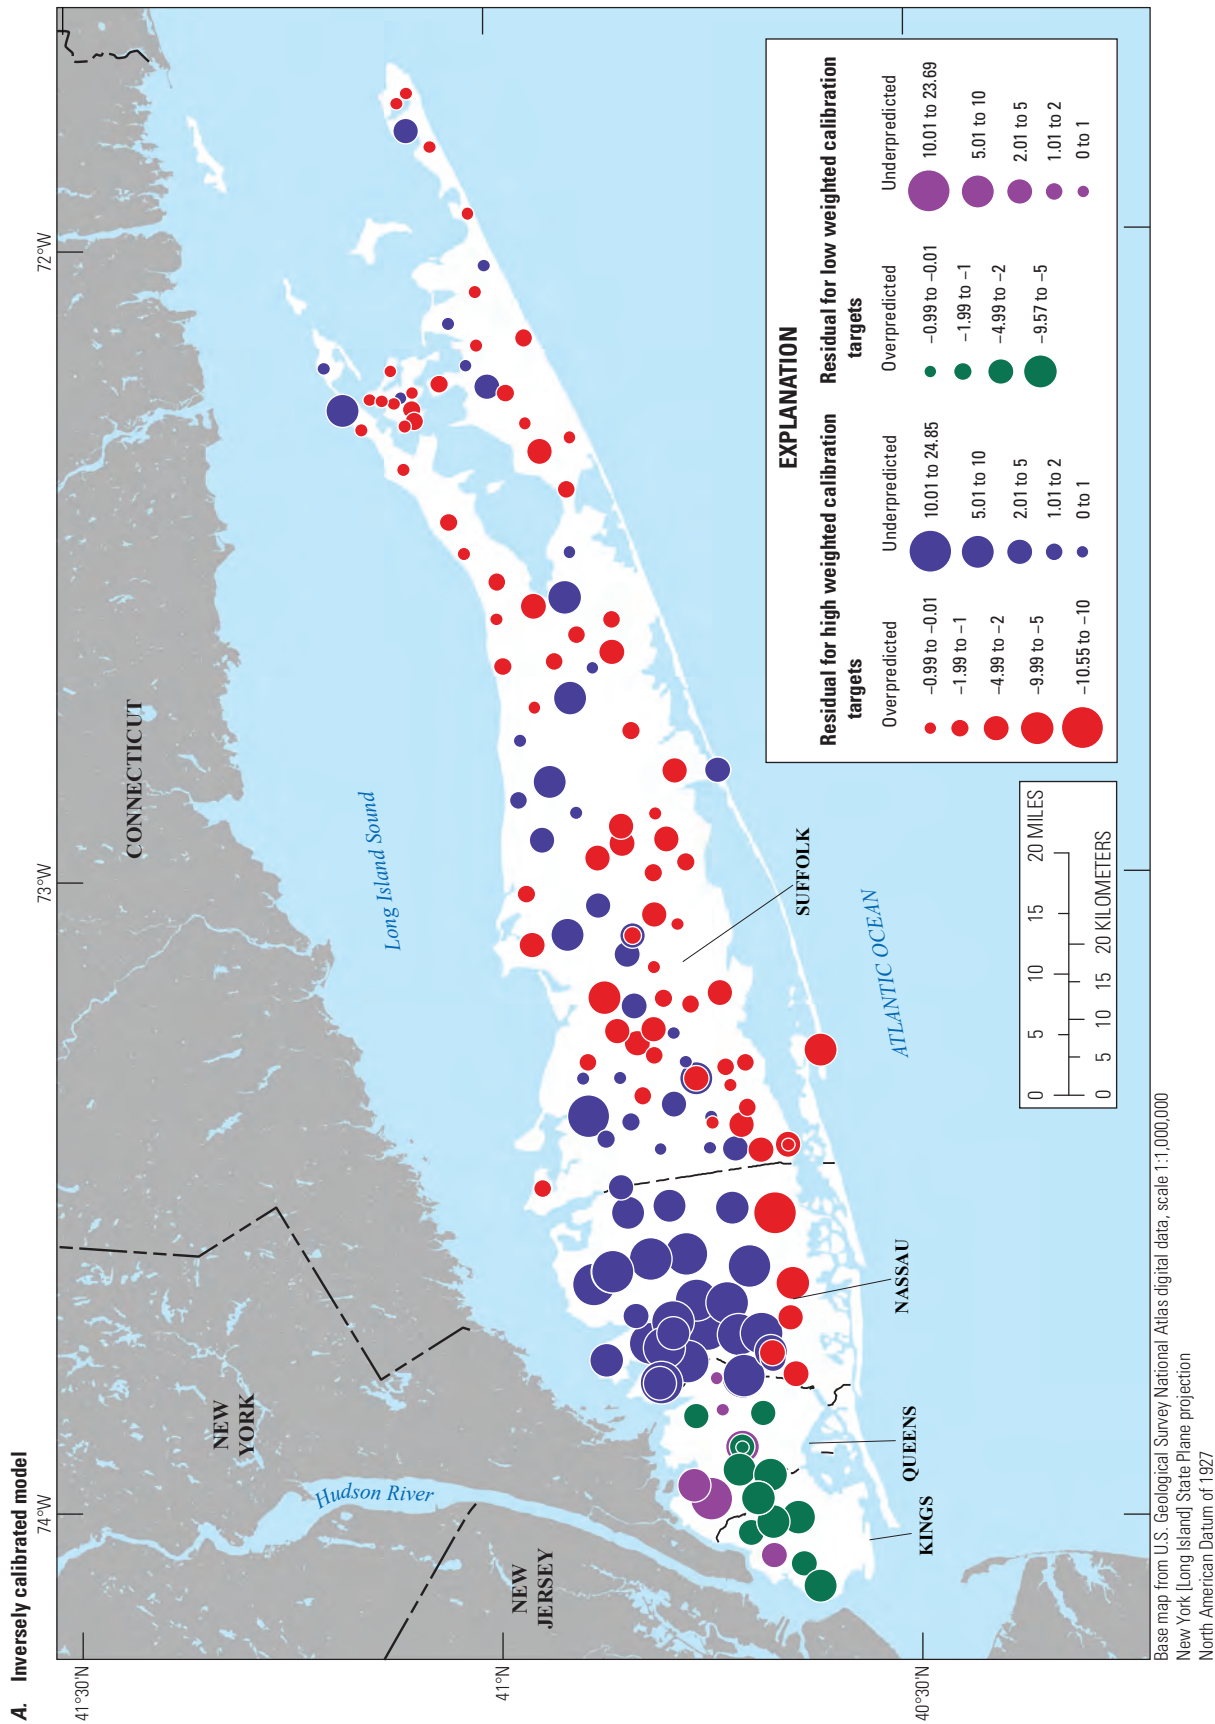 A. Inversely calibrated model
74°W
73°W
72°W
41°30'N
41°N
40°30'N
CONNECTICUT
NEW
YORK
NEW
JERSEY
Hudson River
Long Island Sound
ATLANTIC OCEAN
SUFFOLK
NASSAU
QUEENS
KINGS
0 5 10 15 20 MILES
0 5 10 15 20 KILOMETERS
EXPLANATION
Residual for high weighted calibration
targets
Overpredicted
−0.99 to −0.01
−1.99 to −1
−4.99 to −2
−9.99 to −5
−10.55 to −10
Underpredicted
10.01 to 24.85
5.01 to 10
2.01 to 5
1.01 to 2
0 to 1
Residual for low weighted calibration
targets
Overpredicted
−0.99 to −0.01
−1.99 to −1
−4.99 to −2
−9.57 to −5
Underpredicted
10.01 to 23.69
5.01 to 10
2.01 to 5
1.01 to 2
0 to 1
Base map from U.S. Geological Survey National Atlas digital data, scale 1:1,000,000
New York [Long Island] State Plane projection
North American Datum of 1927